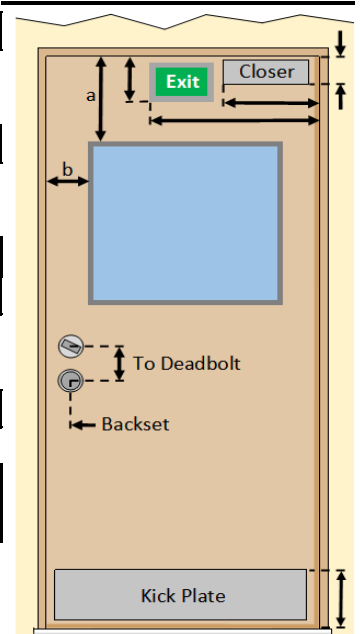 Exit
Closer
a
b
To Deadbolt
Backset
Kick Plate